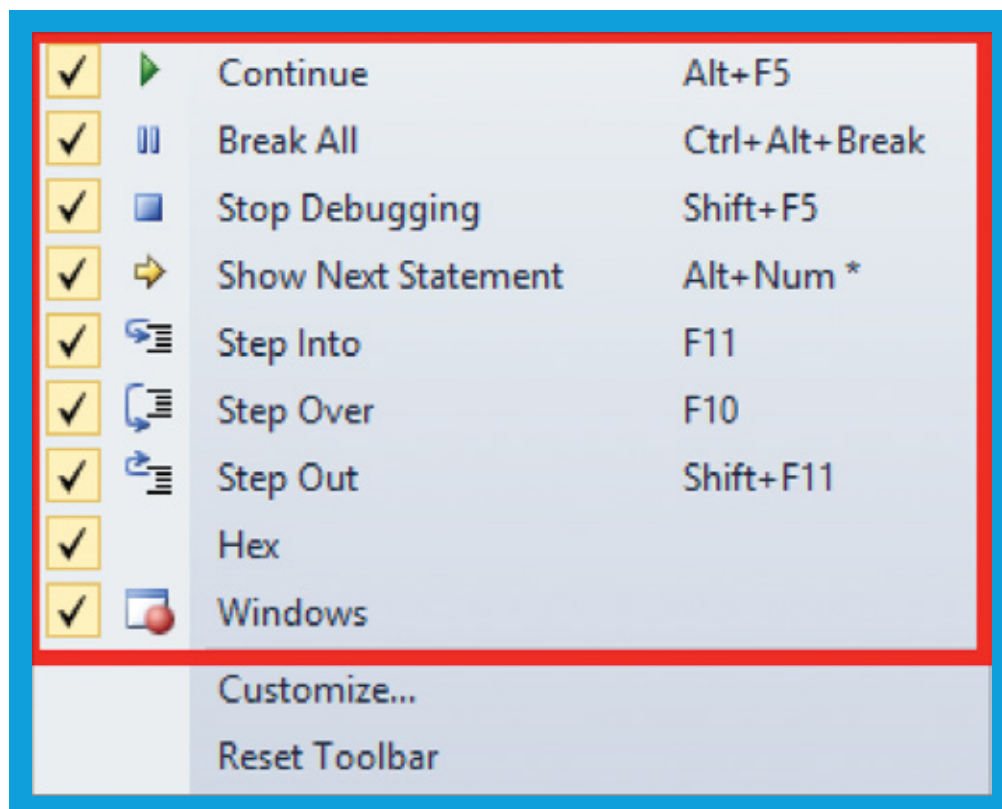 Continue Alt+F5
Break All Ctrl+Alt+Break
Stop Debugging Shift+F5
Show Next Statement Alt+Num *
Step Into F11
Step Over F10
Step Out Shift+F11
Hex
Windows
Customize...
Reset Toolbar